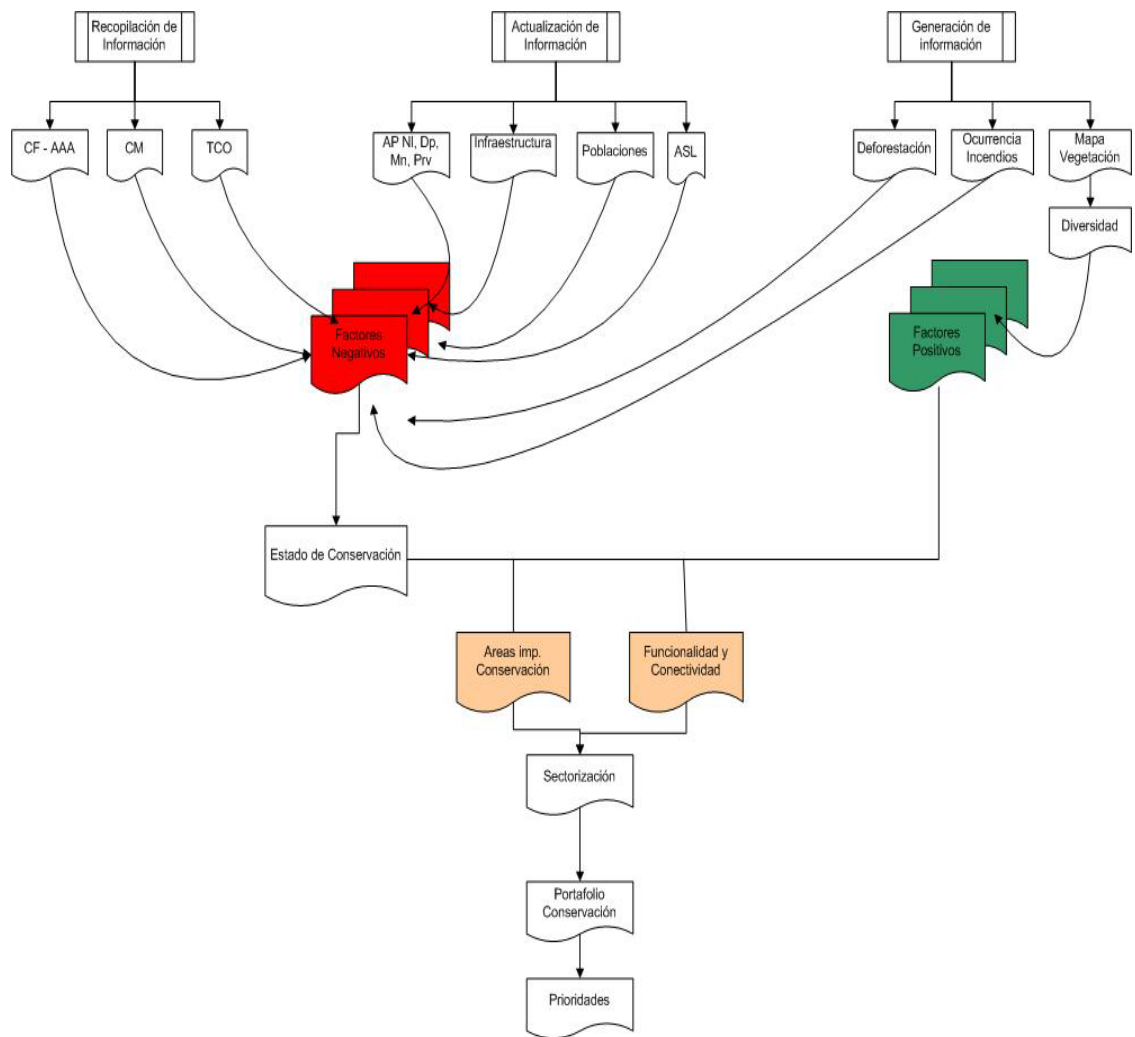 Recopilación de
Información
Actualización de
Información
Generación de
información
CF - AAA
CM
TCO
AP NI, Dp,
Mn, Prv
Infraestructura
Poblaciones
ASL
Deforestación
Ocurrencia
Incendios
Mapa
Vegetación
Diversidad
Factores
Negativos
Factores
Positivos
Estado de Conservación
Areas imp.
Conservación
Funcionalidad y
Conectividad
Sectorización
Portafolio
Conservación
Prioridades